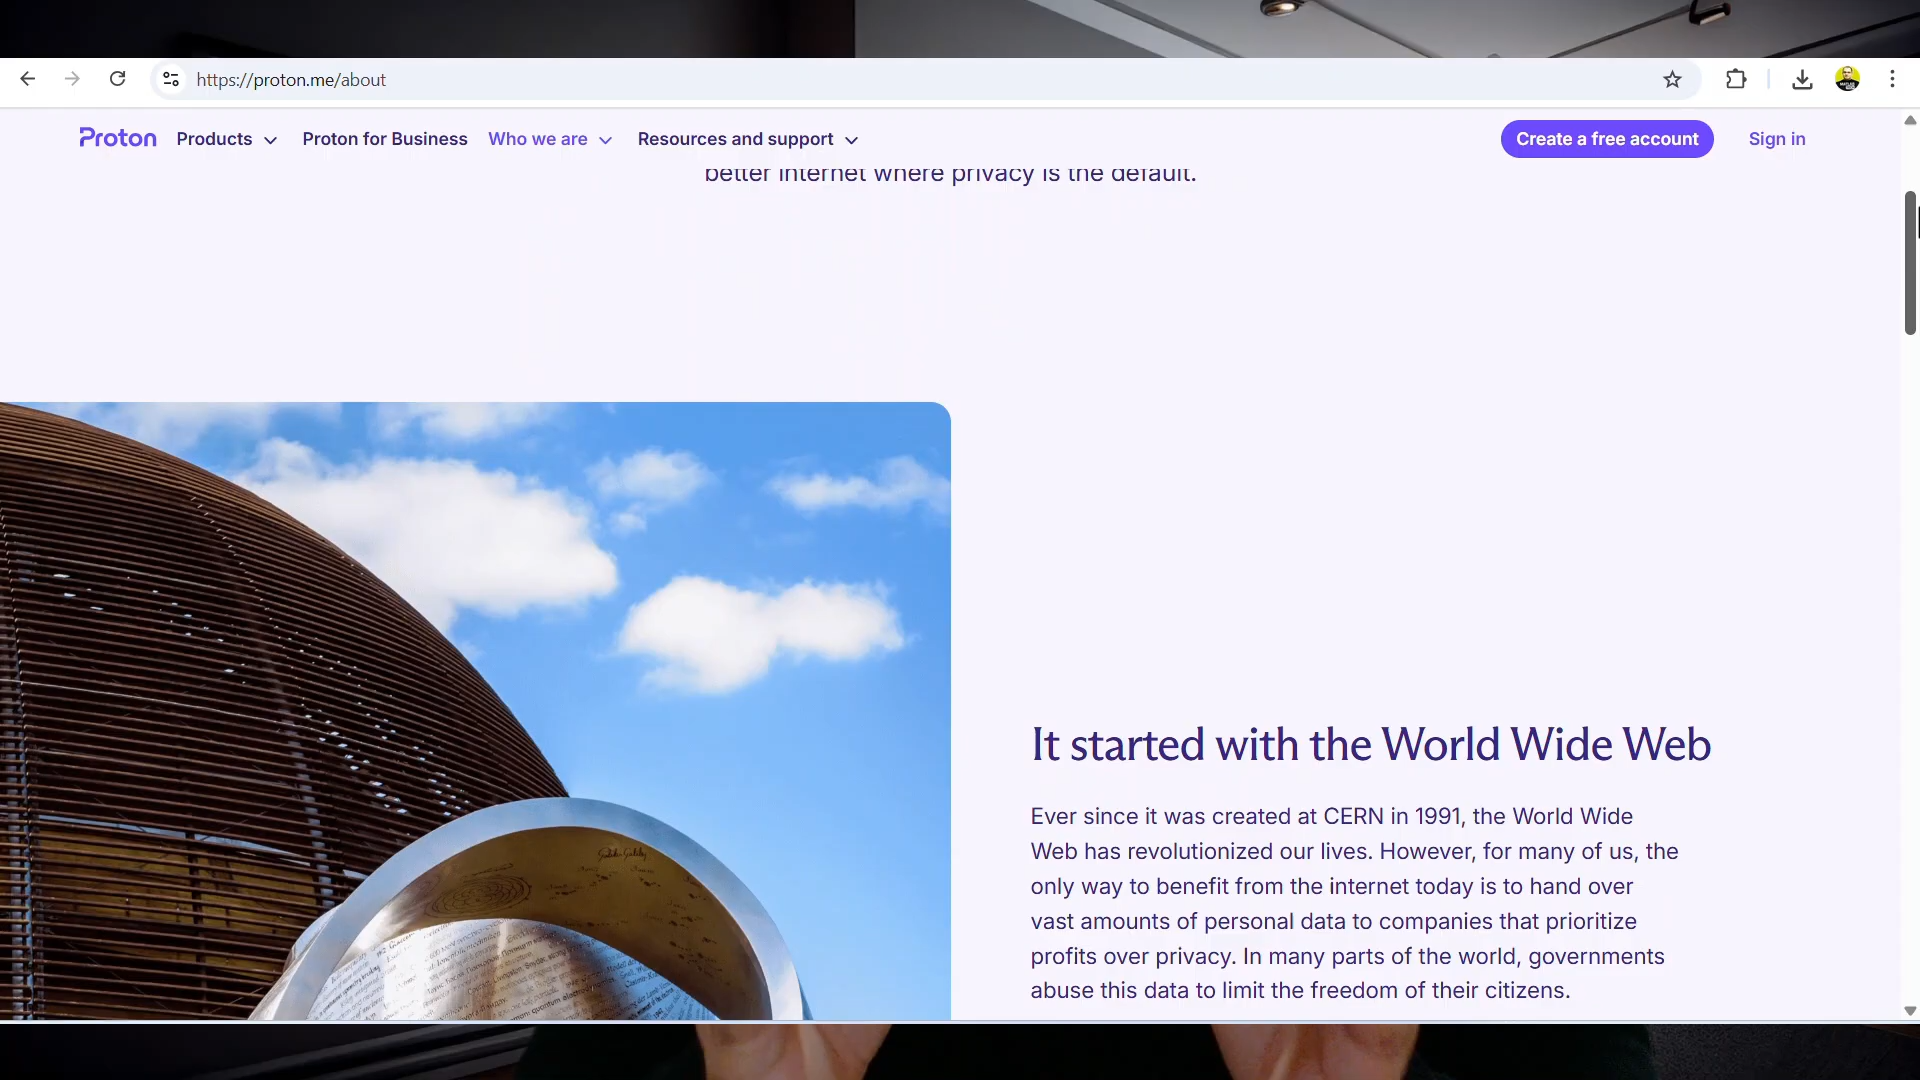 https://proton.me/about
Proton Products Proton for Business Who we are Resources and support Create a free account Sign in
better internet where privacy is the default.
It started with the World Wide Web
Ever since it was created at CERN in 1991, the World Wide
Web has revolutionized our lives. However, for many of us, the
only way to benefit from the internet today is to hand over
vast amounts of personal data to companies that prioritize
profits over privacy. In many parts of the world, governments
abuse this data to limit the freedom of their citizens.